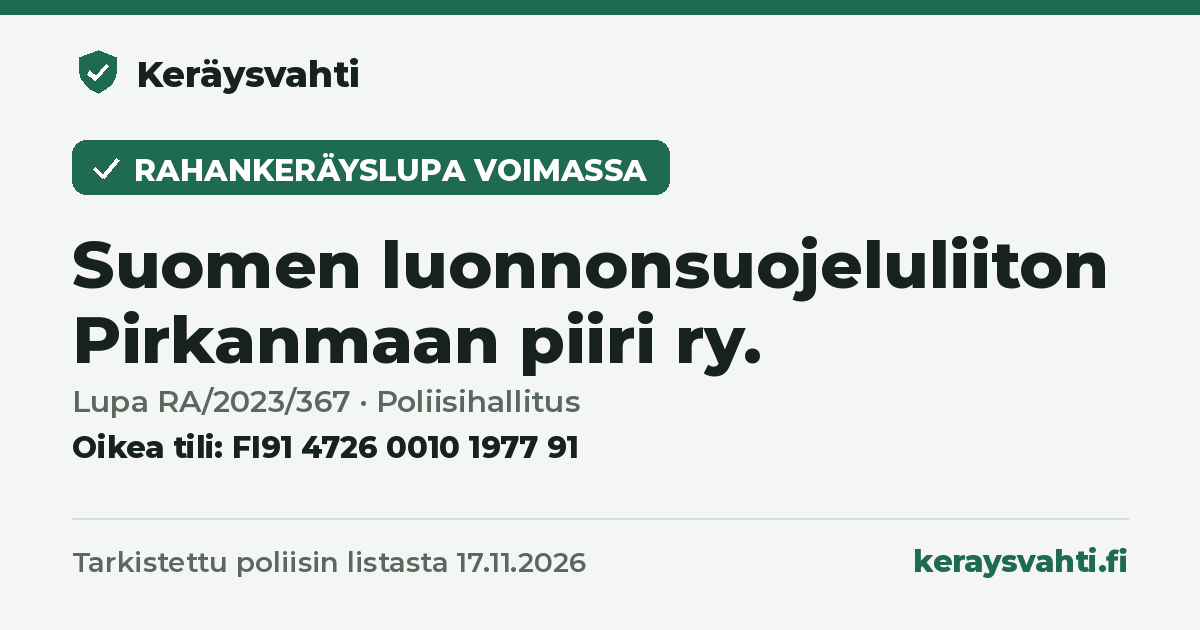 Keräysvahti
RAHANKERÄYSLUPA VOIMASSA
Suomen luonnonsuojeluliiton
Pirkanmaan piiri ry.
Lupa RA/2023/367 · Poliisihallitus
Oikea tili: FI91 4726 0010 1977 91
Tarkistettu poliisin listasta 17.11.2026
keraysvahti.fi